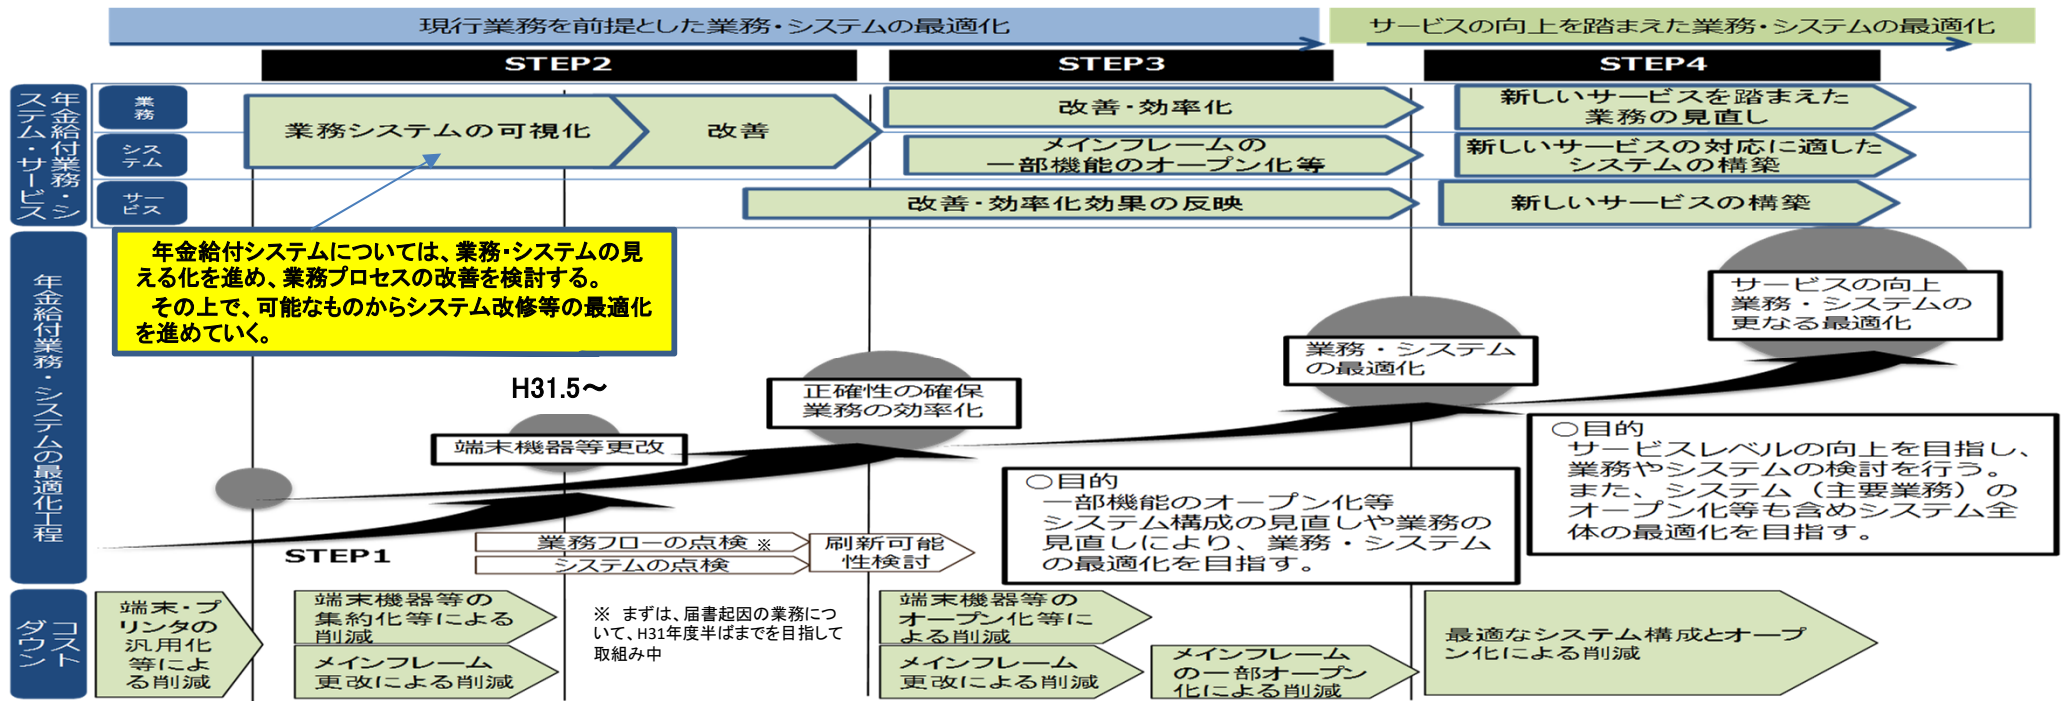 現行業務を前提とした業務・システムの最適化
サービスの向上を踏まえた業務・システムの最適化
STEP2
STEP3
STEP4
年金給付業務・シ
ステム・サービス
業
務
シス
テム
サー
ビス
業務システムの可視化
改善
改善・効率化
メインフレームの
一部機能のオープン化等
改善・効率化効果の反映
新しいサービスを踏まえた
業務の見直し
新しいサービスの対応に適した
システムの構築
新しいサービスの構築
年金給付システムについては、業務・システムの見
える化を進め、業務プロセスの改善を検討する。
その上で、可能なものからシステム改修等の最適化
を進めていく。
年金給付業務・システムの最適化工程
H31.5～
端末機器等更改
正確性の確保
業務の効率化
業務・システム
の最適化
サービスの向上
業務・システムの
更なる最適化
STEP1
業務フローの点検 ※
システムの点検
刷新可能
性検討
○目的
一部機能のオープン化等
システム構成の見直しや業務の
見直しにより、業務・システム
の最適化を目指す。
○目的
サービスレベルの向上を目指し、
業務やシステムの検討を行う。
また、システム（主要業務）の
オープン化等も含めシステム全
体の最適化を目指す。
コスト
ダウン
端末・プ
リンタの
汎用化
等によ
る削減
端末機器等の
集約化等による
削減
メインフレーム
更改による削減
※ まずは、届書起因の業務につ
いて、H31年度半ばまでを目指して
取組み中
端末機器等の
オープン化等に
よる削減
メインフレーム
更改による削減
メインフレーム
の一部オープン
化による削減
最適なシステム構成とオープ
ン化による削減